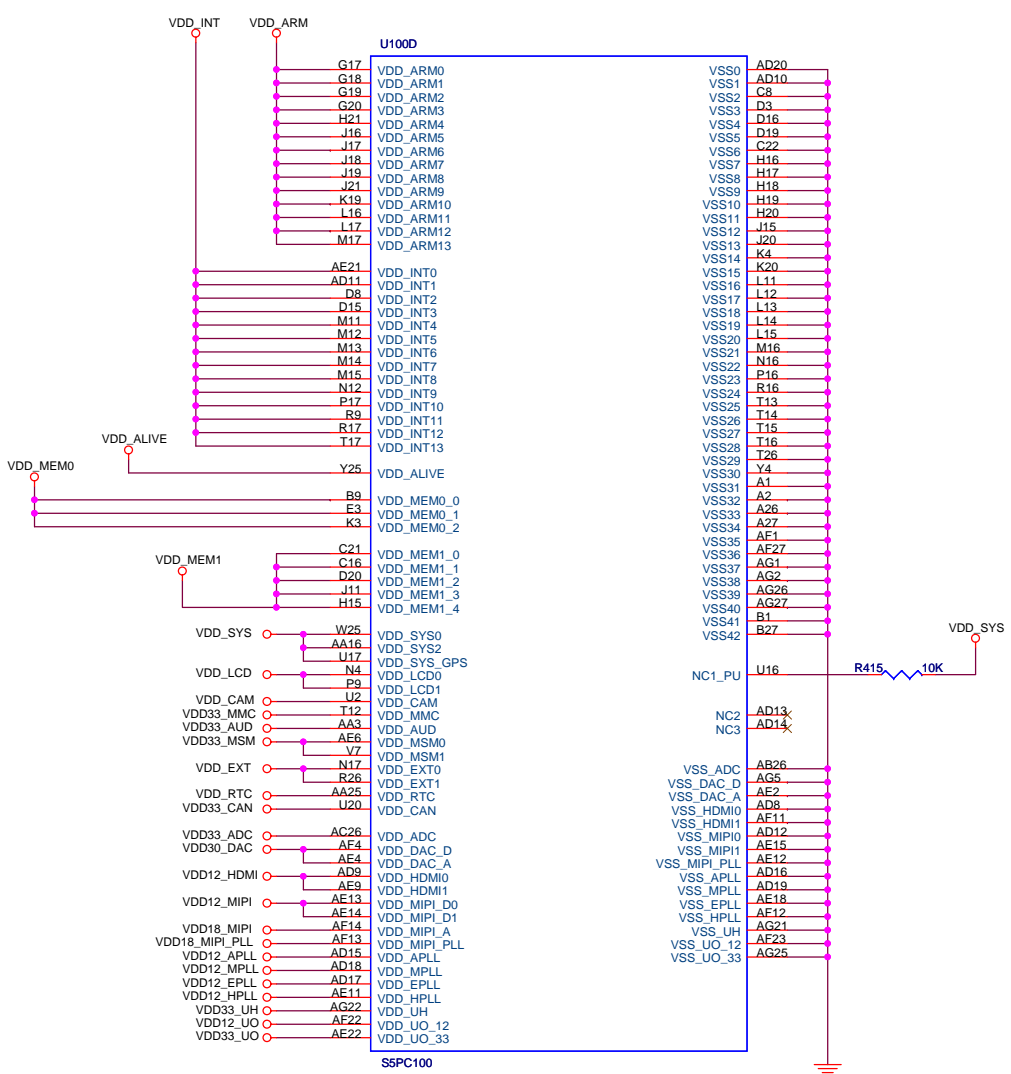 VDD_INT VDD_ARM
U100D
G17 VDD_ARM0 VSS0 AD20
G18 VDD_ARM1 VSS1 AD10
G19 VDD_ARM2 VSS2 C8
G20 VDD_ARM3 VSS3 D3
H21 VDD_ARM4 VSS4 D16
J16 VDD_ARM5 VSS5 D19
J17 VDD_ARM6 VSS6 C22
J18 VDD_ARM7 VSS7 H16
J19 VDD_ARM8 VSS8 H17
J21 VDD_ARM9 VSS9 H18
K19 VDD_ARM10 VSS10 H19
L16 VDD_ARM11 VSS11 H20
L17 VDD_ARM12 VSS12 J15
M17 VDD_ARM13 VSS13 J20
VSS14 K4
AE21 VDD_INT0 VSS15 K20
AD11 VDD_INT1 VSS16 L11
D8 VDD_INT2 VSS17 L12
D15 VDD_INT3 VSS18 L13
M11 VDD_INT4 VSS19 L14
M12 VDD_INT5 VSS20 L15
M13 VDD_INT6 VSS21 M16
M14 VDD_INT7 VSS22 N16
M15 VDD_INT8 VSS23 P16
N12 VDD_INT9 VSS24 R16
P17 VDD_INT10 VSS25 T13
R9 VDD_INT11 VSS26 T14
R17 VDD_INT12 VSS27 T15
T17 VDD_INT13 VSS28 T16
VDD_ALIVE
VSS29 T26
Y25 VDD_ALIVE VSS30 Y4
VDD_MEM0
VSS31 A1
B9 VDD_MEM0_0 VSS32 A2
E3 VDD_MEM0_1 VSS33 A26
K3 VDD_MEM0_2 VSS34 A27
VSS35 AF1
C21 VDD_MEM1_0 VSS36 AF27
VDD_MEM1
C16 VDD_MEM1_1 VSS37 AG1
D20 VDD_MEM1_2 VSS38 AG2
J11 VDD_MEM1_3 VSS39 AG26
H15 VDD_MEM1_4 VSS40 AG27
VSS41 B1
VDD_SYS W25 VDD_SYS0 VSS42 B27
VDD_SYS
AA16 VDD_SYS2
U17 VDD_SYS_GPS
VDD_LCD N4 VDD_LCD0 NC1_PU U16 R415 10K
P9 VDD_LCD1
VDD_CAM U2 VDD_CAM
VDD33_MMC T12 VDD_MMC NC2 AD13
VDD33_AUD AA3 VDD_AUD NC3 AD14
VDD33_MSM AE6 VDD_MSM0
V7 VDD_MSM1
VDD_EXT N17 VDD_EXT0 VSS_ADC AB26
R26 VDD_EXT1 VSS_DAC_D AG5
VDD_RTC AA25 VDD_RTC VSS_DAC_A AE2
VDD33_CAN U20 VDD_CAN VSS_HDMI0 AD8
VSS_HDMI1 AF11
VDD33_ADC AC26 VDD_ADC VSS_MIPI0 AD12
VDD30_DAC AF4 VDD_DAC_D VSS_MIPI1 AE15
AE4 VDD_DAC_A VSS_MIPI_PLL AE12
VDD12_HDMI AD9 VDD_HDMI0 VSS_APLL AD16
AE9 VDD_HDMI1 VSS_MPLL AD19
VDD12_MIPI AE13 VDD_MIPI_D0 VSS_EPLL AE18
AE14 VDD_MIPI_D1 VSS_HPLL AF12
VDD18_MIPI AF14 VDD_MIPI_A VSS_UH AG21
VDD18_MIPI_PLL AF13 VDD_MIPI_PLL VSS_UO_12 AF23
VDD12_APLL AD15 VDD_APLL VSS_UO_33 AG25
VDD12_MPLL AD18 VDD_MPLL
VDD12_EPLL AD17 VDD_EPLL
VDD12_HPLL AE11 VDD_HPLL
VDD33_UH AG22 VDD_UH
VDD12_UO AF22 VDD_UO_12
VDD33_UO AE22 VDD_UO_33
S5PC100